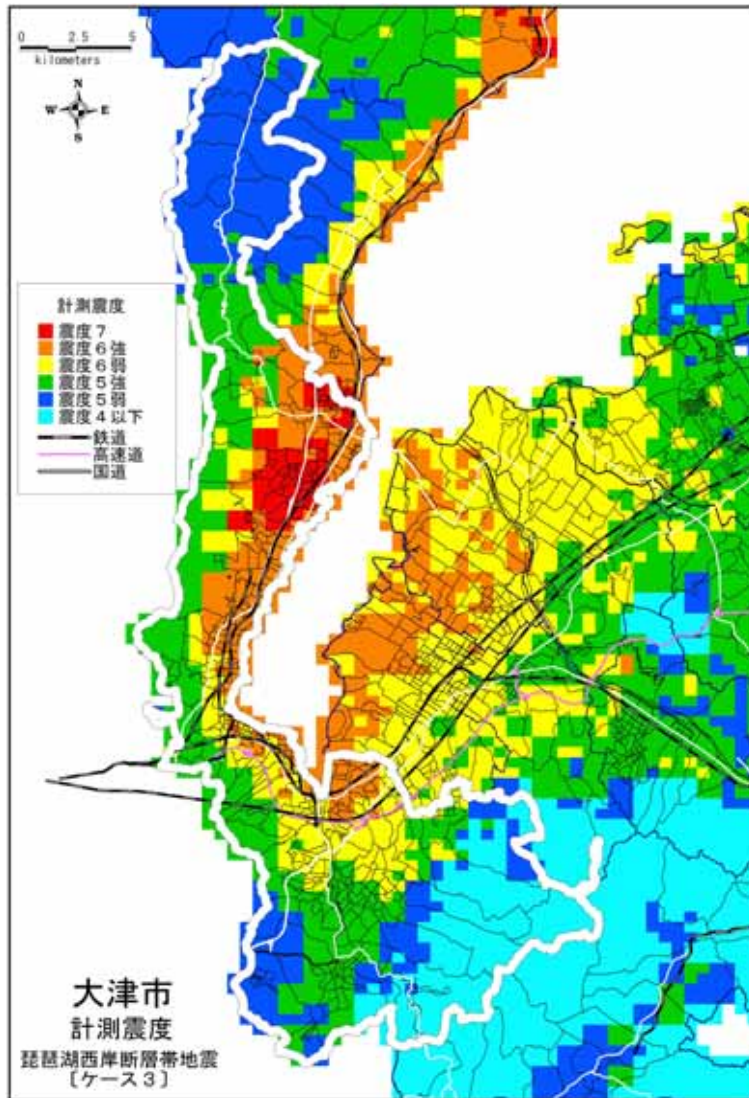 0 2.5 5
kilometers
N
W E
S
計測震度
震度７
震度６強
震度６弱
震度５強
震度５弱
震度４以下
鉄道
高速道
国道
大津市
計測震度
琵琶湖西岸断層帯地震
〔ケース３〕